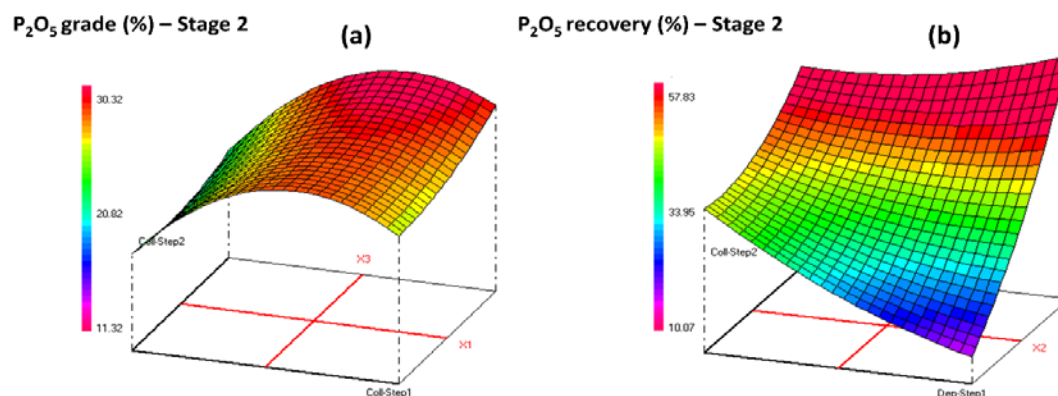 P₂O₅ grade (%) – Stage 2
(a)
30.32
20.82
11.32
Coll-Step2
X3
X1
Coll-Step1
P₂O₅ recovery (%) – Stage 2
(b)
57.83
33.95
10.07
Coll-Step2
X2
Dep-Step1